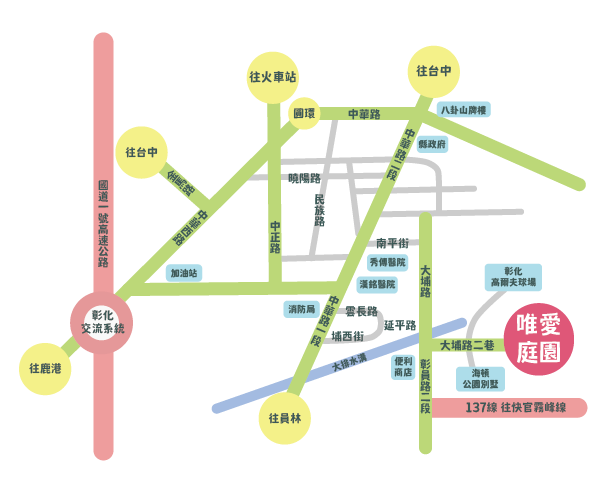 往火車站
往台中
圓環
中華路
八卦山牌樓
往台中
縣政府
中華路二段
金馬路
曉陽路
國道一號高速公路
民族路
中華西路
中正路
南平街
秀傳醫院
加油站
大埔路
彰化
高爾夫球場
漢銘醫院
中華路一段
消防局
雲長路
彰化
交流系統
延平路
唯愛
庭園
埔西街
大埔路二巷
大排水溝
便利
商店
往鹿港
彰員路二段
海頓
公園別墅
137線 往快官霧峰線
往員林